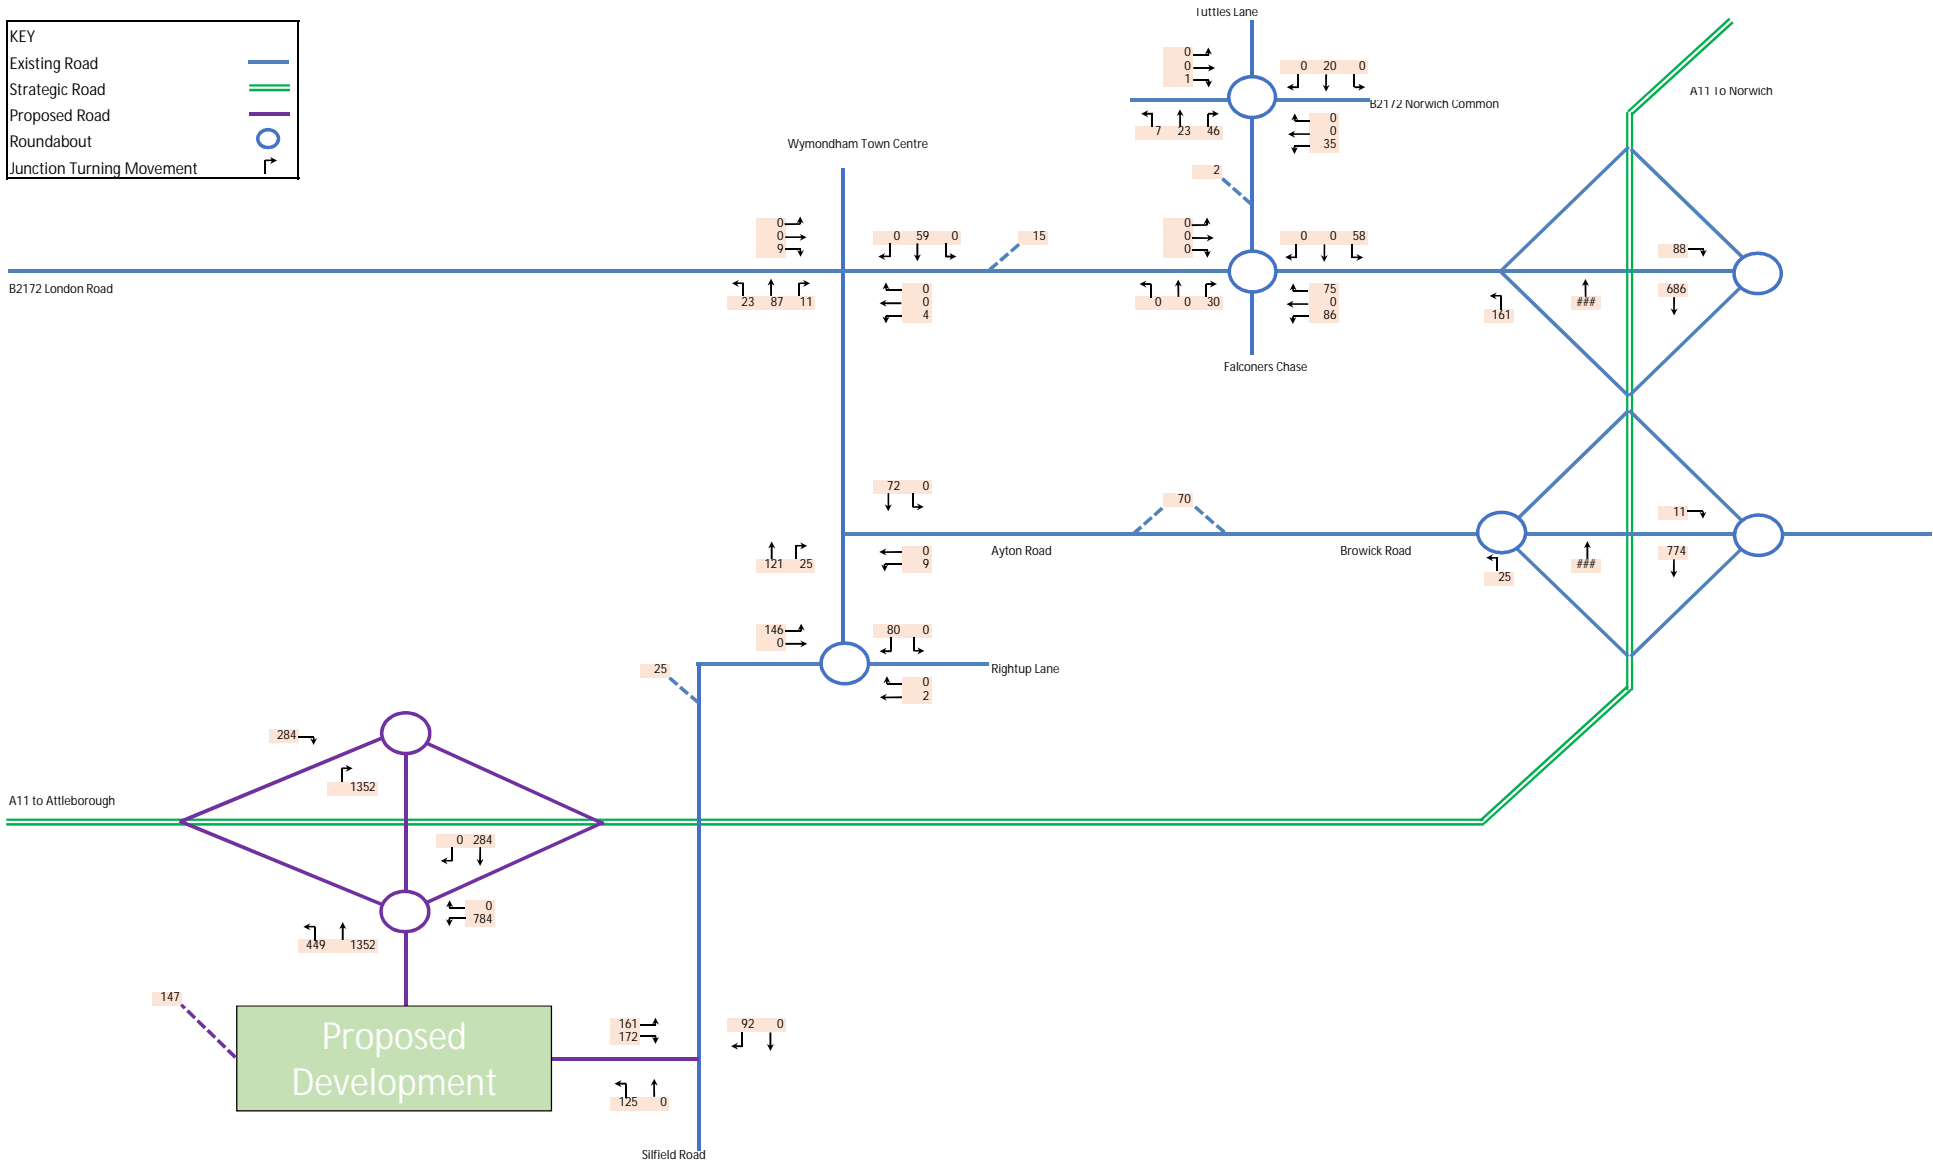 Tuttles Lane
KEY
Existing Road
Strategic Road
Proposed Road
Roundabout
Junction Turning Movement
0
0
1
0 20 0
A11 To Norwich
B2172 Norwich Common
7 23 46
0
0
35
Wymondham Town Centre
2
0
0
9
0 59 0
15
0
0
0
0 0 58
88
B2172 London Road
23 87 11
0
0
4
0 0 30
75
0
86
161
###
686
Falconers Chase
72 0
70
11
121 25
0
9
Ayton Road
Browick Road
25
###
774
146
0
80 0
25
Rightup Lane
0
2
284
1352
A11 to Attleborough
0 284
0
784
449 1352
147
Proposed
Development
161
172
92 0
125 0
Silfield Road